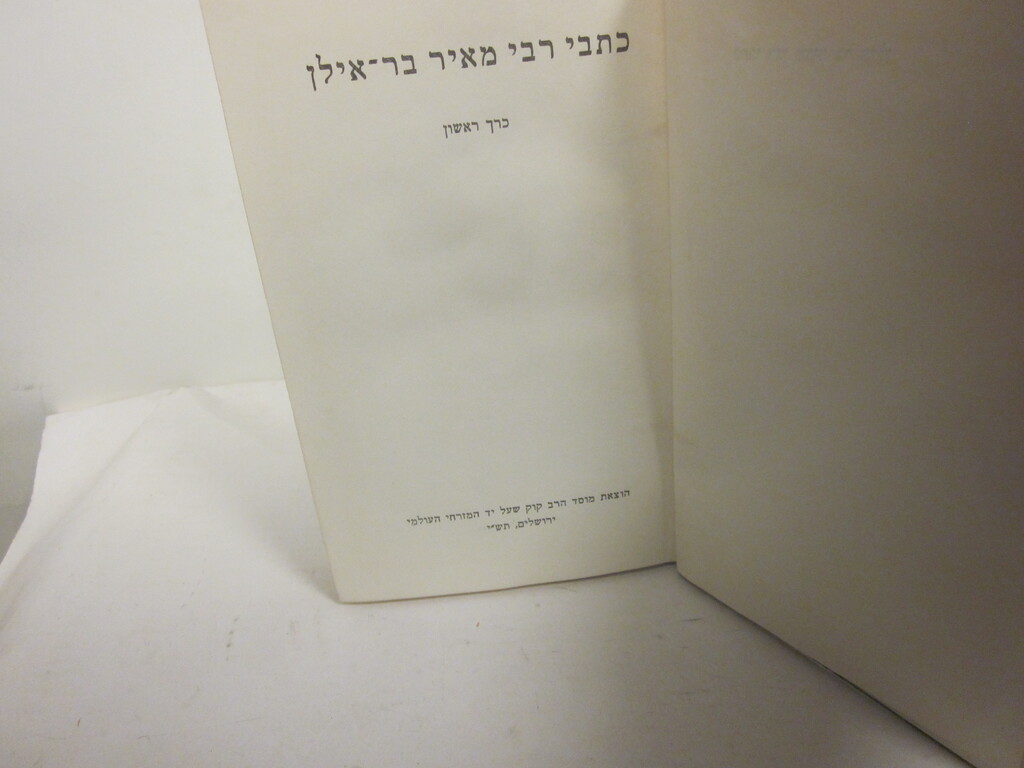 כתבי רבי מאיר בר־אילן
כרך ראשון
הוצאת מוסד הרב קוק שעל יד המזרחי העולמי
ירושלים, תש״י